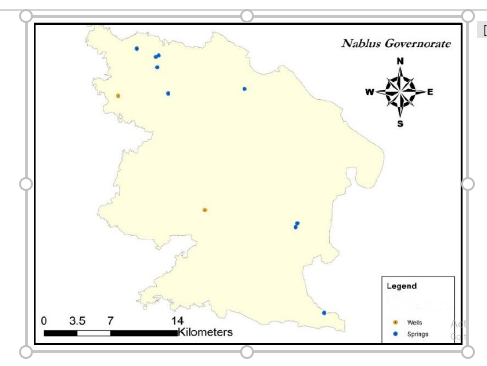 Nablus Governorate
N
W E
S
Legend
Wells
Springs
0 3.5 7 14
Kilometers